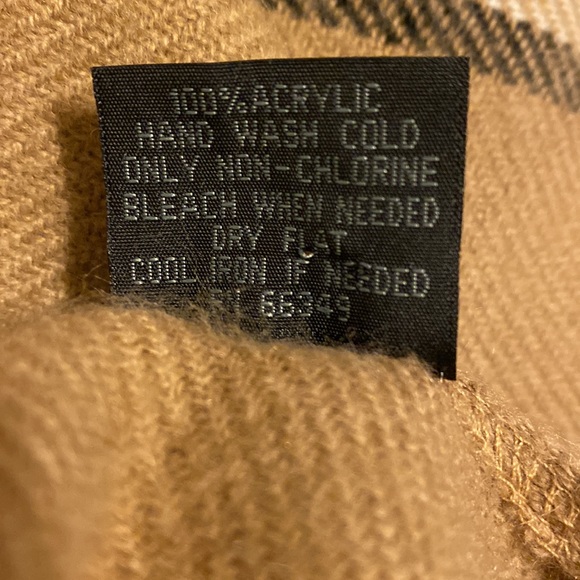 100% ACRYLIC
HAND WASH COLD
ONLY NON-CHLORINE
BLEACH WHEN NEEDED
DRY FLAT
COOL IRON IF NEEDED
66349